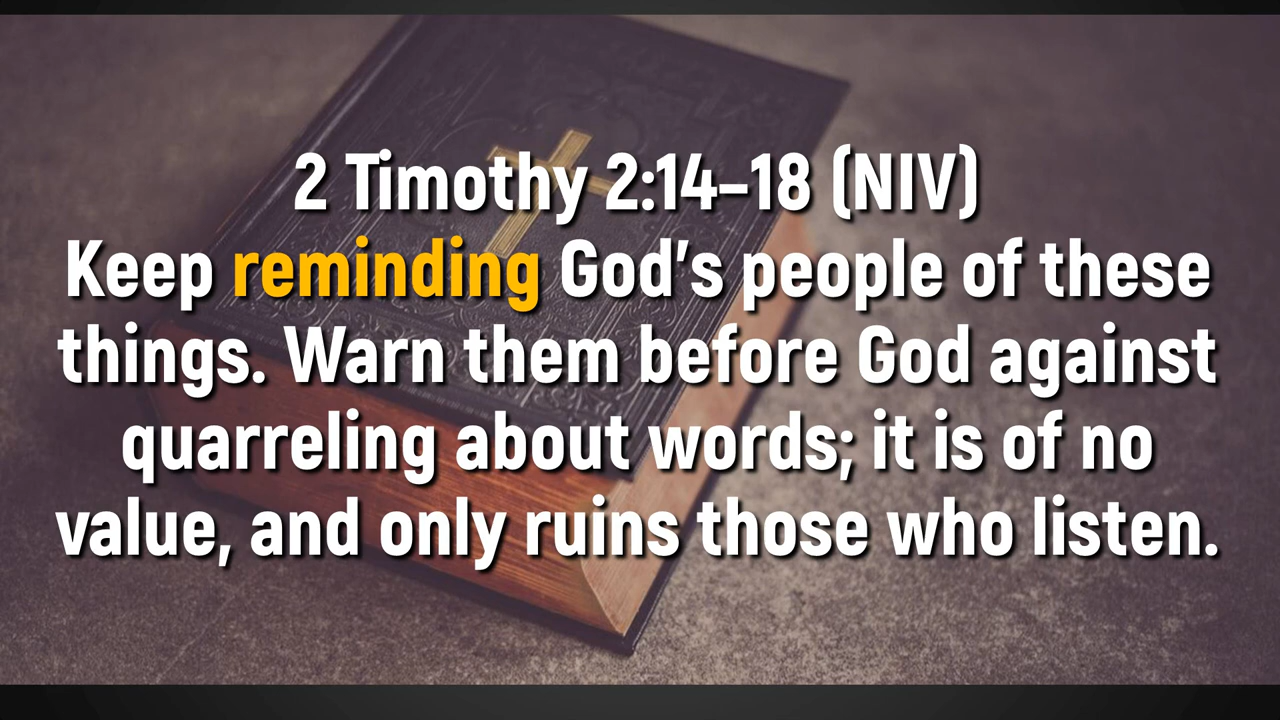 2 Timothy 2:14–18 (NIV)
Keep reminding God’s people of these
things. Warn them before God against
quarreling about words; it is of no
value, and only ruins those who listen.